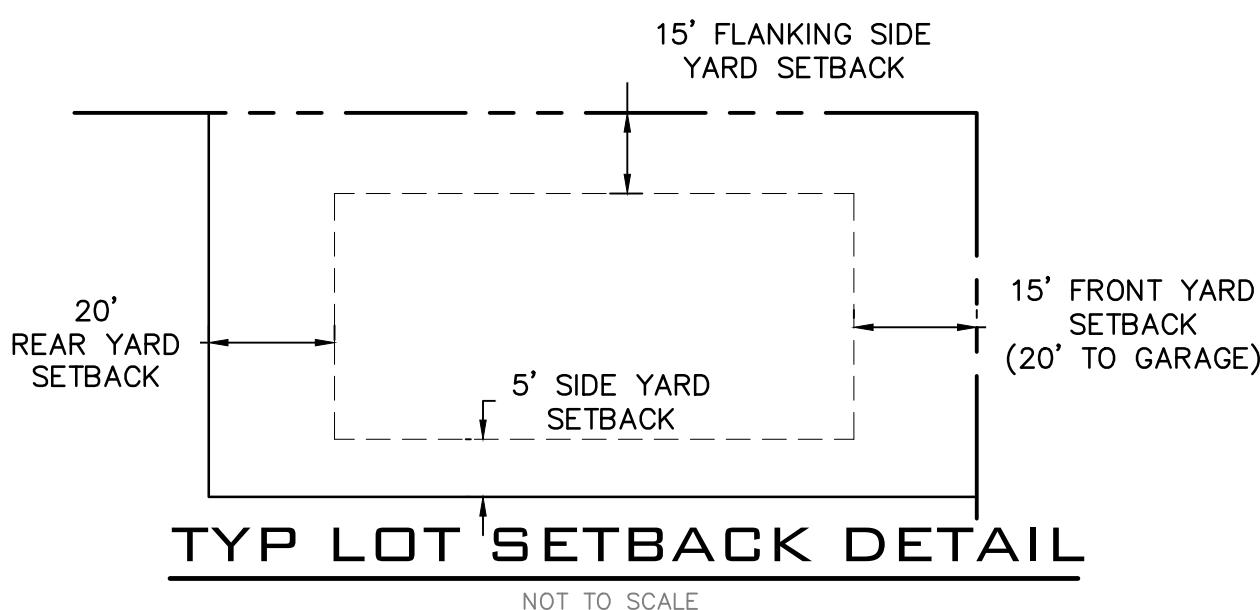 15' FLANKING SIDE
YARD SETBACK
20'
REAR YARD
SETBACK
15' FRONT YARD
SETBACK
(20' TO GARAGE)
5' SIDE YARD
SETBACK
TYP LOT SETBACK DETAIL
NOT TO SCALE